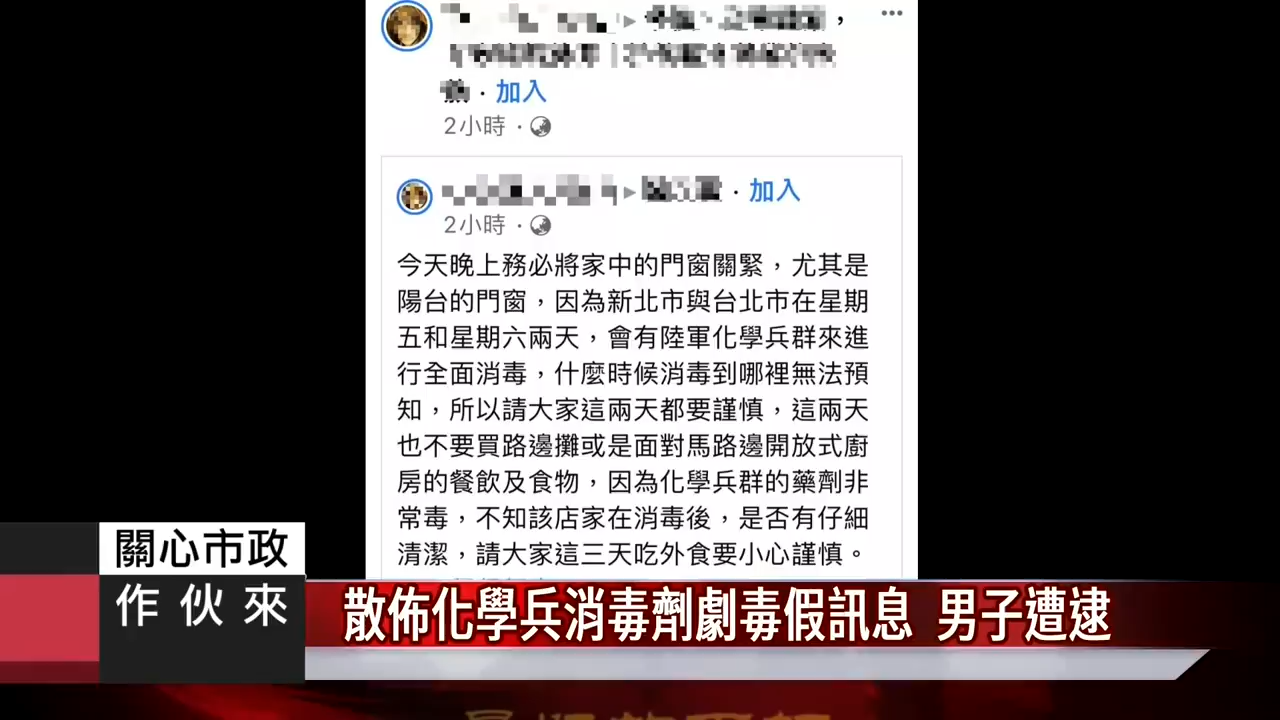 加入
2小時
加入
2小時
今天晚上務必將家中的門窗關緊，尤其是
陽台的門窗，因為新北市與台北市在星期
五和星期六兩天，會有陸軍化學兵群來進
行全面消毒，什麼時候消毒到哪裡無法預
知，所以請大家這兩天都要謹慎，這兩天
也不要買路邊攤或是面對馬路邊開放式廚
房的餐飲及食物，因為化學兵群的藥劑非
常毒，不知該店家在消毒後，是否有仔細
清潔，請大家這三天吃外食要小心謹慎。
關心市政
作伙來
散佈化學兵消毒劑劇毒假訊息 男子遭逮